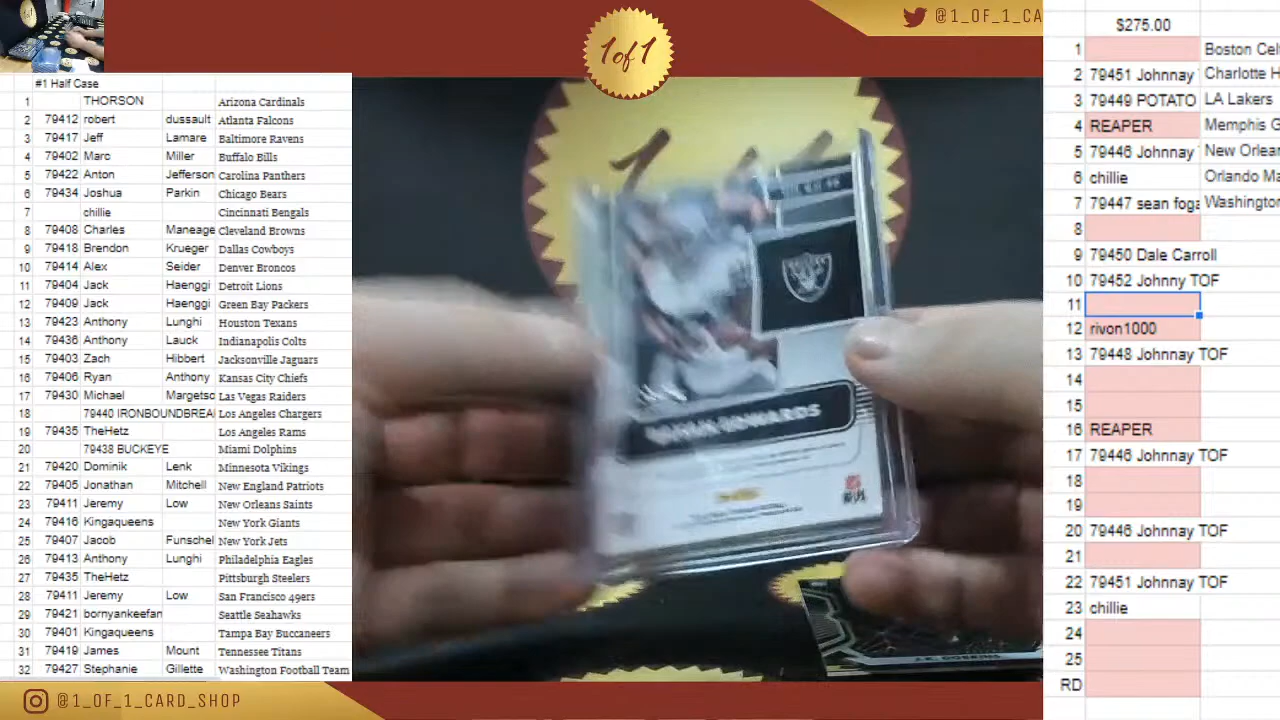 @1_OF_1_CA
1 of 1
#1 Half Case
1 THORSON Arizona Cardinals
2 79412 robert dussault Atlanta Falcons
3 79417 Jeff Lamare Baltimore Ravens
4 79402 Marc Miller Buffalo Bills
5 79422 Anton Jefferson Carolina Panthers
6 79434 Joshua Parkin Chicago Bears
7 chillie Cincinnati Bengals
8 79408 Charles Maneage Cleveland Browns
9 79418 Brendon Krueger Dallas Cowboys
10 79414 Alex Seider Denver Broncos
11 79404 Jack Haenggi Detroit Lions
12 79409 Jack Haenggi Green Bay Packers
13 79423 Anthony Lunghi Houston Texans
14 79436 Anthony Lauck Indianapolis Colts
15 79403 Zach Hibbert Jacksonville Jaguars
16 79406 Ryan Anthony Kansas City Chiefs
17 79430 Michael Margetso Las Vegas Raiders
18 79440 IRONBOUNDBREA Los Angeles Chargers
19 79435 TheHetz Los Angeles Rams
20 79438 BUCKEYE Miami Dolphins
21 79420 Dominik Lenk Minnesota Vikings
22 79405 Jonathan Mitchell New England Patriots
23 79411 Jeremy Low New Orleans Saints
24 79416 Kingaqueens New York Giants
25 79407 Jacob Funschel New York Jets
26 79413 Anthony Lunghi Philadelphia Eagles
27 79435 TheHetz Pittsburgh Steelers
28 79411 Jeremy Low San Francisco 49ers
29 79421 bornyankeefan Seattle Seahawks
30 79401 Kingaqueens Tampa Bay Buccaneers
31 79419 James Mount Tennessee Titans
32 79427 Stephanie Gillette Washington Football Team
@1_OF_1_CARD_SHOP
EDWARDS
$275.00
1 Boston Cel
2 79451 Johnnay Charlotte H
3 79449 POTATO LA Lakers
4 REAPER Memphis G
5 79446 Johnnay New Orlea
6 chillie Orlando Ma
7 79447 sean foga Washington
8
9 79450 Dale Carroll
10 79452 Johnny TOF
11
12 rivon1000
13 79448 Johnnay TOF
14
15
16 REAPER
17 79446 Johnnay TOF
18
19
20 79446 Johnnay TOF
21
22 79451 Johnnay TOF
23 chillie
24
25
RD